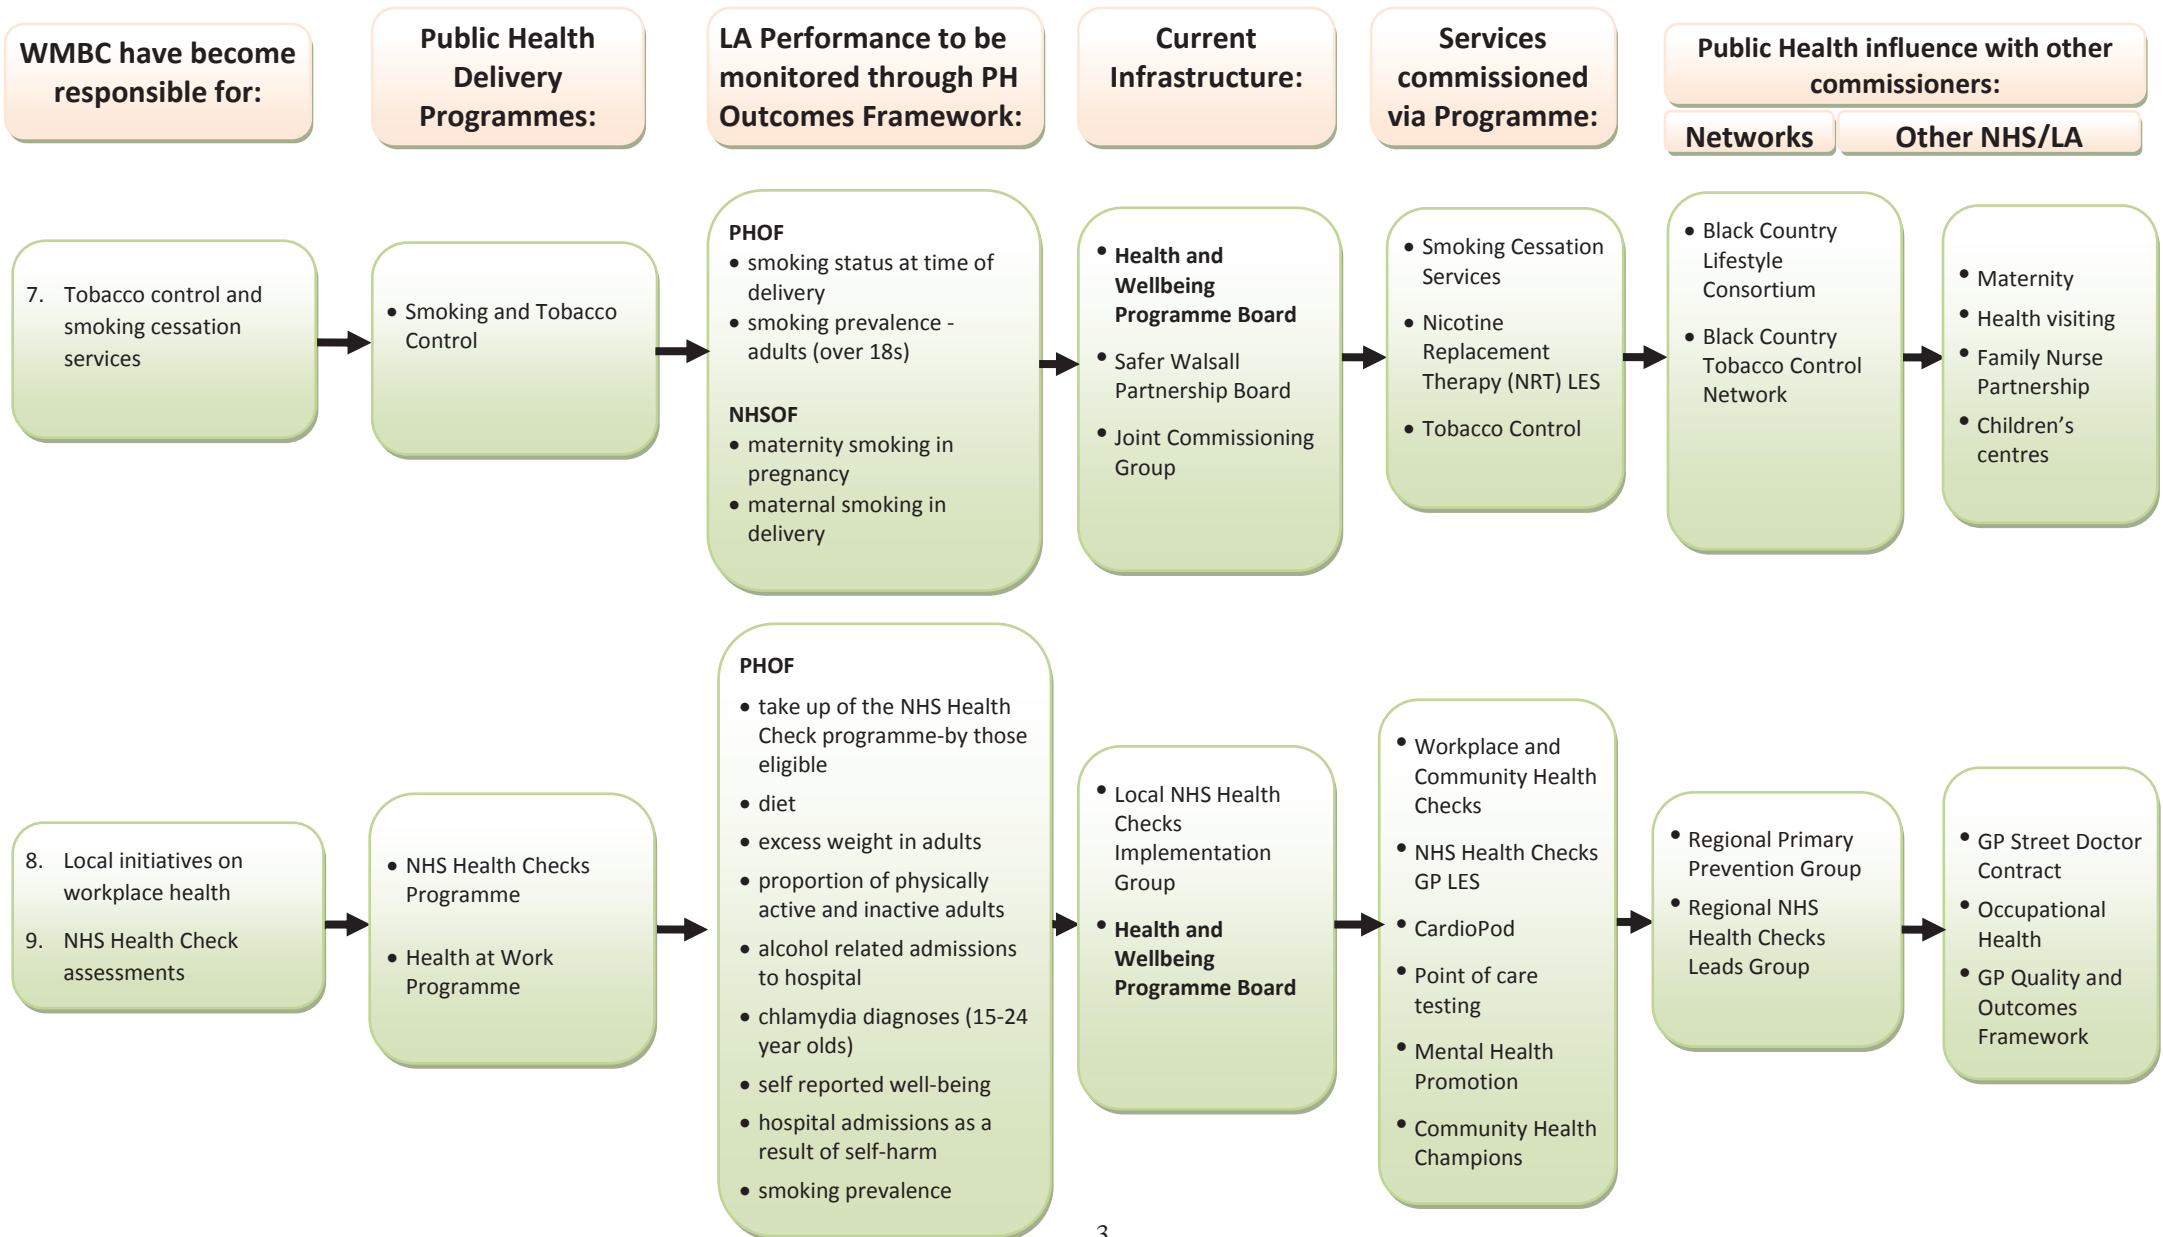 WMBC have become
responsible for:
Public Health
Delivery
Programmes:
LA Performance to be
monitored through PH
Outcomes Framework:
Current
Infrastructure:
Services
commissioned
via Programme:
Public Health influence with other
commissioners:
Networks
Other NHS/LA
7. Tobacco control and
smoking cessation
services
• Smoking and Tobacco
Control
PHOF
• smoking status at time of
delivery
• smoking prevalence -
adults (over 18s)
NHSOF
• maternity smoking in
pregnancy
• maternal smoking in
delivery
• Health and
Wellbeing
Programme Board
• Safer Walsall
Partnership Board
• Joint Commissioning
Group
• Smoking Cessation
Services
• Nicotine
Replacement
Therapy (NRT) LES
• Tobacco Control
• Black Country
Lifestyle
Consortium
• Black Country
Tobacco Control
Network
• Maternity
• Health visiting
• Family Nurse
Partnership
• Children’s
centres
8. Local initiatives on
workplace health
9. NHS Health Check
assessments
• NHS Health Checks
Programme
• Health at Work
Programme
PHOF
• take up of the NHS Health
Check programme-by those
eligible
• diet
• excess weight in adults
• proportion of physically
active and inactive adults
• alcohol related admissions
to hospital
• chlamydia diagnoses (15-24
year olds)
• self reported well-being
• hospital admissions as a
result of self-harm
• smoking prevalence
• Local NHS Health
Checks
Implementation
Group
• Health and
Wellbeing
Programme Board
• Workplace and
Community Health
Checks
• NHS Health Checks
GP LES
• CardioPod
• Point of care
testing
• Mental Health
Promotion
• Community Health
Champions
• Regional Primary
Prevention Group
• Regional NHS
Health Checks
Leads Group
• GP Street Doctor
Contract
• Occupational
Health
• GP Quality and
Outcomes
Framework
3